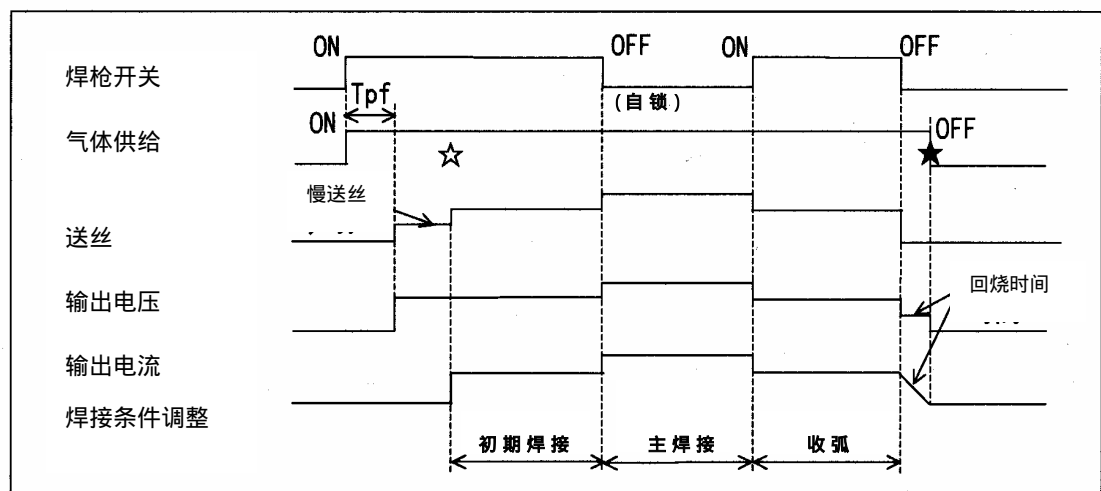 ON OFF ON OFF
焊枪开关
Tpf
(自锁)
气体供给
ON OFF
慢送丝
送丝
输出电压
回烧时间
输出电流
焊接条件调整
初期焊接 主焊接 收弧